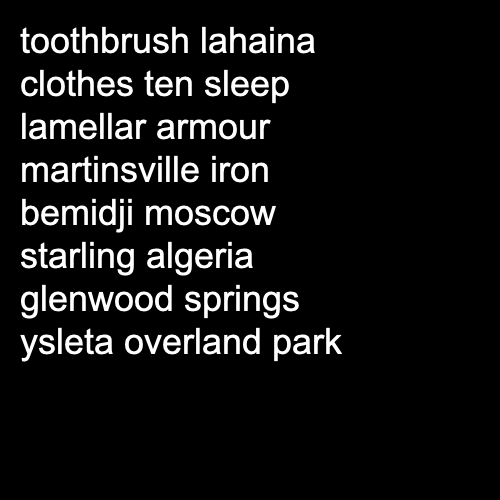 toothbrush lahaina
clothes ten sleep
lamellar armour
martinsville iron
bemidji moscow
starling algeria
glenwood springs
ysleta overland park